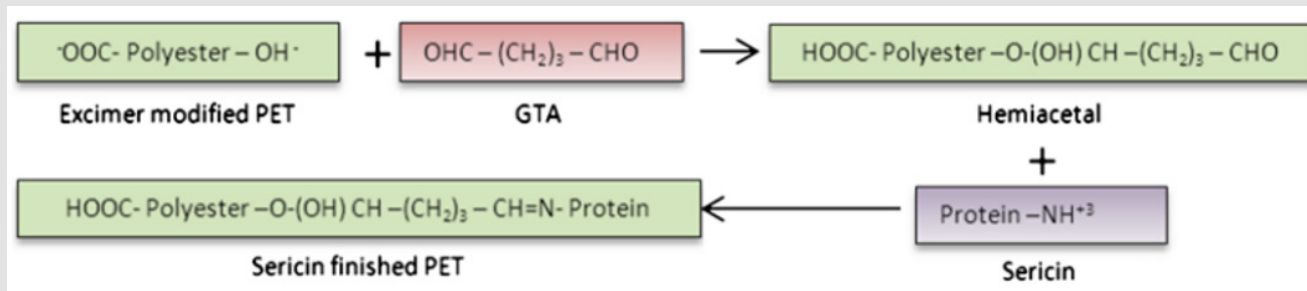 ⁻OOC- Polyester – OH⁻ + OHC – (CH₂)₃ – CHO → HOOC- Polyester –O-(OH) CH –(CH₂)₃ – CHO
Excimer modified PET GTA Hemiacetal
+
HOOC- Polyester –O-(OH) CH –(CH₂)₃ – CH=N- Protein ← Protein –NH⁺³
Sericin finished PET Sericin